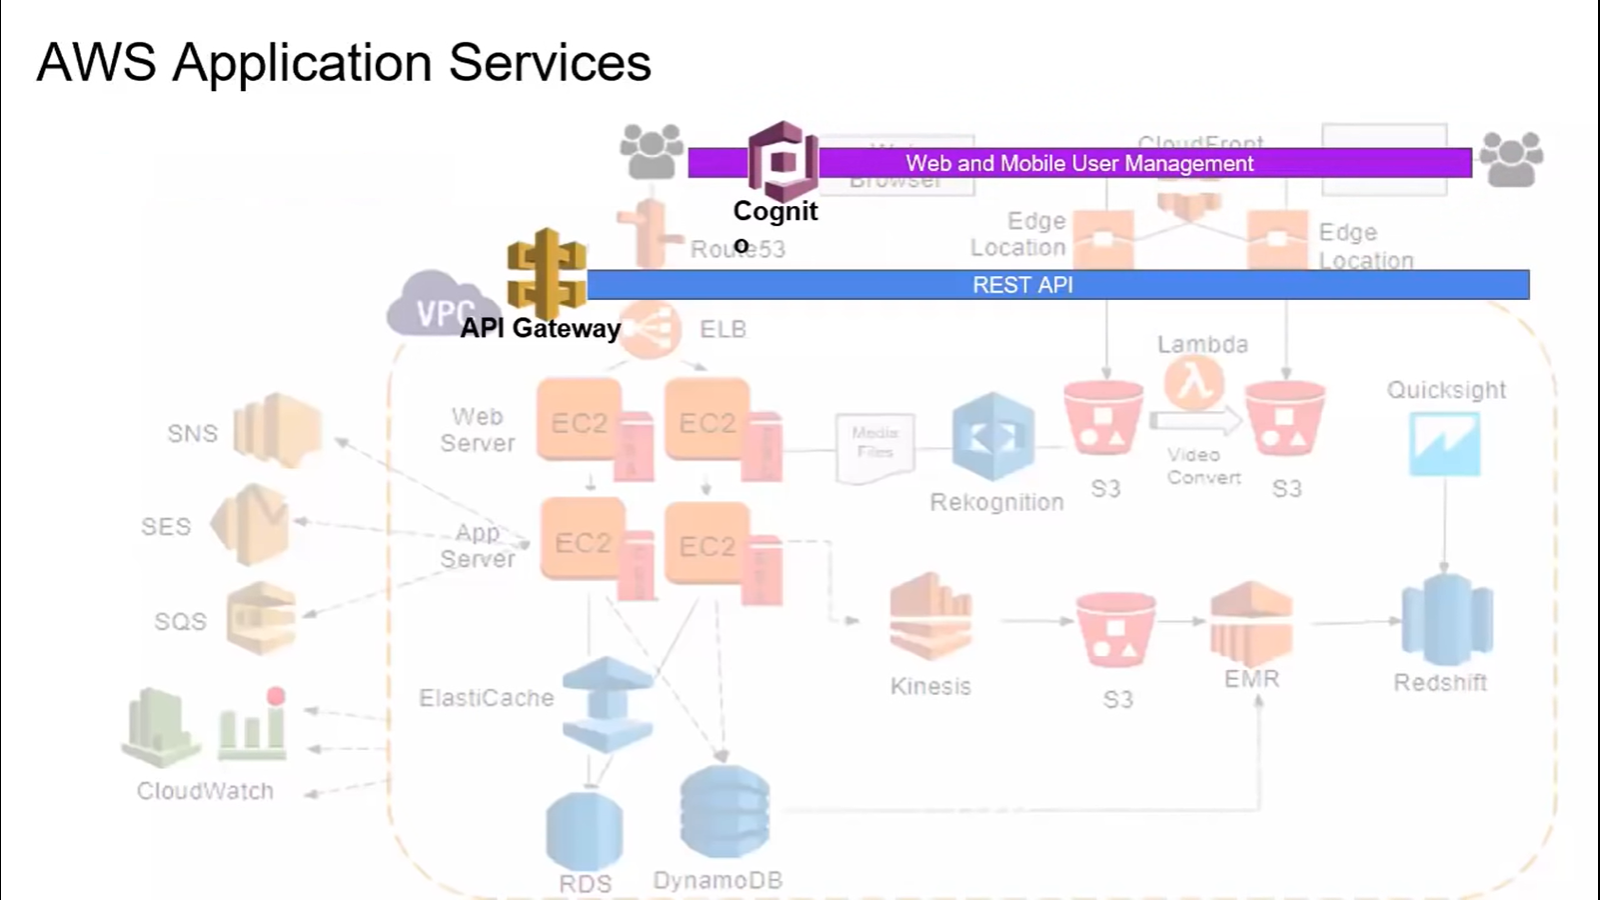 AWS Application Services
CloudFront
Web and Mobile User Management
Browser
Cognit
o
Route53
Edge
Location
Edge
Location
REST API
VPC
API Gateway
ELB
Lambda
Quicksight
SNS
Web
Server
EC2
EC2
Media
Files
Rekognition
S3
Video
Convert
S3
SES
App
Server
EC2
EC2
SQS
Kinesis
S3
EMR
Redshift
ElastiCache
CloudWatch
RDS
DynamoDB